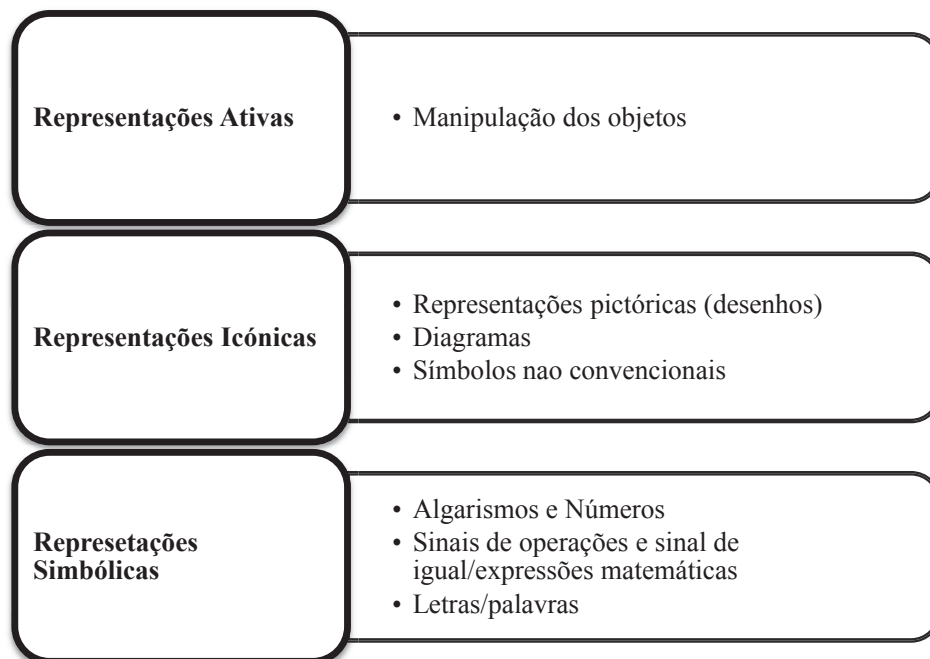 Representações Ativas
• Manipulação dos objetos
Representações Icónicas
• Representações pictóricas (desenhos)
• Diagramas
• Símbolos nao convencionais
Represetações
Simbólicas
• Algarismos e Números
• Sinais de operações e sinal de
igual/expressões matemáticas
• Letras/palavras